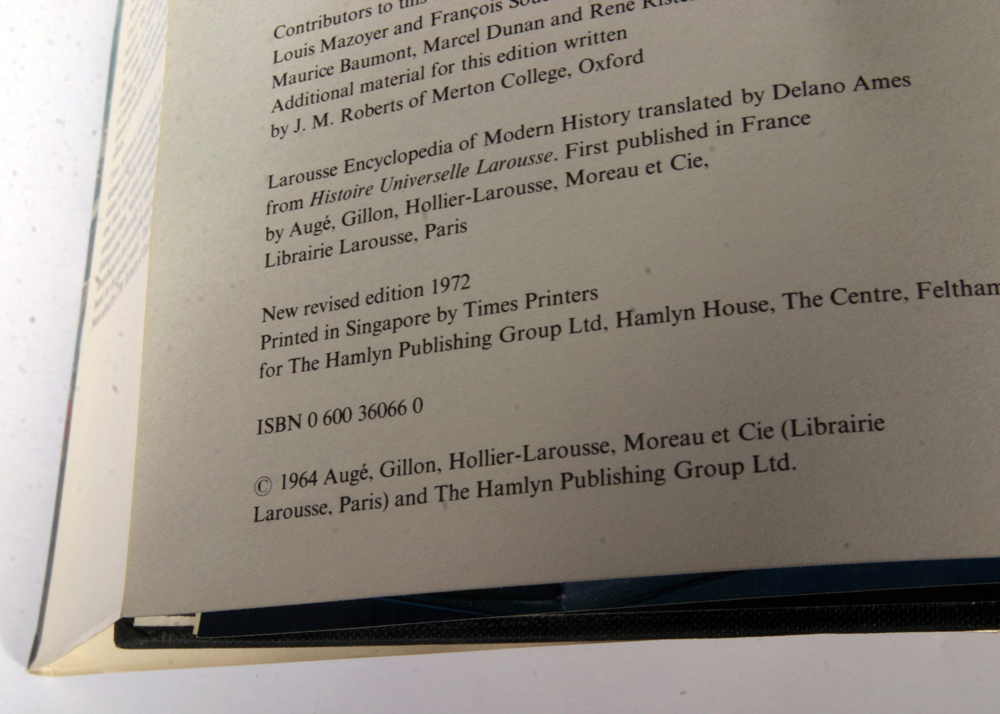 Contributors to this
Louis Mazoyer and François
Maurice Baumont, Marcel Dunan and René
Additional material for this edition written
by J. M. Roberts of Merton College, Oxford
Larousse Encyclopedia of Modern History translated by Delano Ames
from Histoire Universelle Larousse. First published in France
by Augé, Gillon, Hollier-Larousse, Moreau et Cie,
Librairie Larousse, Paris
New revised edition 1972
Printed in Singapore by Times Printers
for The Hamlyn Publishing Group Ltd, Hamlyn House, The Centre, Feltham
ISBN 0 600 36066 0
© 1964 Augé, Gillon, Hollier-Larousse, Moreau et Cie (Librairie
Larousse, Paris) and The Hamlyn Publishing Group Ltd.